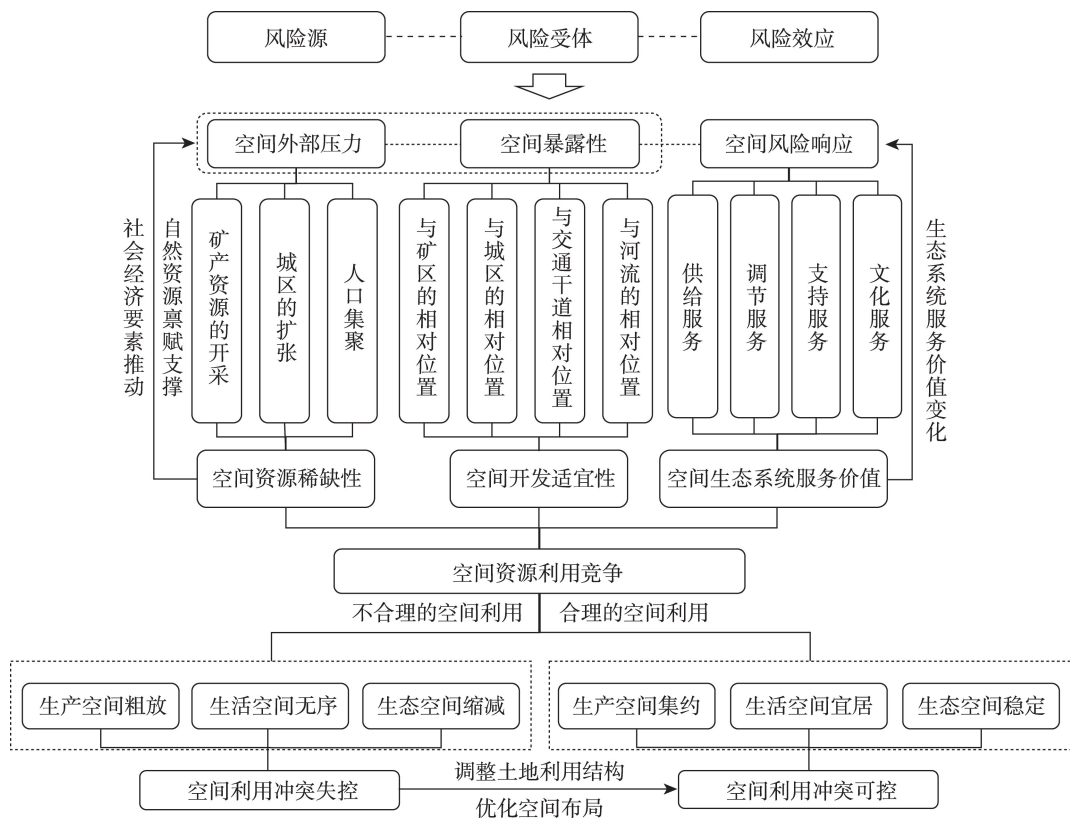 风险源
风险受体
风险效应
空间外部压力
空间暴露性
空间风险响应
社会经济要素推动
自然资源禀赋支撑
矿产资源的开采
城区的扩张
人口集聚
与矿区的相对位置
与城区的相对位置
与交通干道相对位置
与河流的相对位置
供给服务
调节服务
支持服务
文化服务
生态系统服务价值变化
空间资源稀缺性
空间开发适宜性
空间生态系统服务价值
空间资源利用竞争
不合理的空间利用
合理的空间利用
生产空间粗放
生活空间无序
生态空间缩减
生产空间集约
生活空间宜居
生态空间稳定
空间利用冲突失控
调整土地利用结构
优化空间布局
空间利用冲突可控